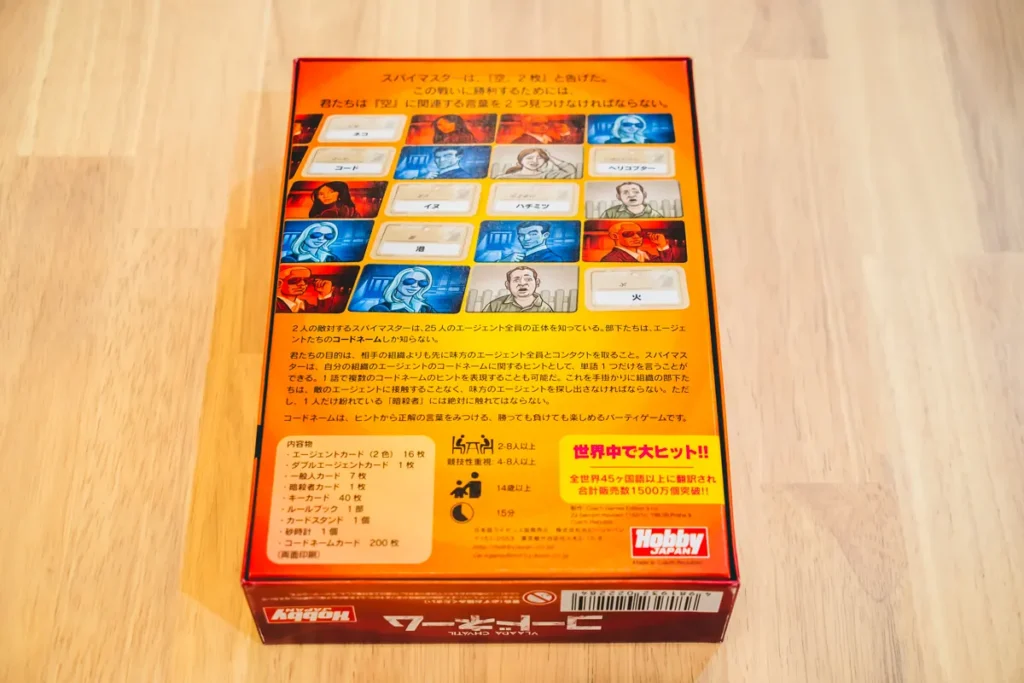 スパイマスターは、『空、2枚』と告げた。
この戦いに勝利するためには、
君たちは『空』に関連する言葉を2つ見つけなければならない。
ネコ
コード
ヘリコプター
イヌ
ハチミツ
港
火
2人の敵対するスパイマスターは、25人のエージェント全員の正体を知っている。部下たちは、エージェ
ントたちのコードネームしか知らない。
君たちの目的は、相手の組織よりも先に味方のエージェント全員とコンタクトを取ること。スパイマス
ターは、自分の組織のエージェントのコードネームに関するヒントとして、単語1つだけを言うことが
できる。1語で複数のコードネームのヒントを表現することも可能だ。これを手掛かりに組織の部下た
ちは、敵のエージェントに接触することなく、味方のエージェントを探し出さなければならない。ただ
し、1人だけ紛れている「暗殺者」には絶対に触れてはならない。
コードネームは、ヒントから正解の言葉をみつける、勝っても負けても楽しめるパーティゲームです。
内容物
・エージェントカード（2色）16枚
・ダブルエージェントカード 1枚
・一般人カード 7枚
・暗殺者カード 1枚
・キーカード 40枚
・ルールブック 1部
・カードスタンド 1個
・砂時計 1個
・コードネームカード 200枚
（両面印刷）
2-8人以上
競技性重視：4-8人以上
14歳以上
15分
世界中で大ヒット!!
全世界45ヶ国語以上に翻訳され
合計販売数1500万個突破!!
Hobby
JAPAN
Made in Czech Republic
4 981932 022284
Hobby
JAPAN
コードネーム
VLAADA CHVÁTIL